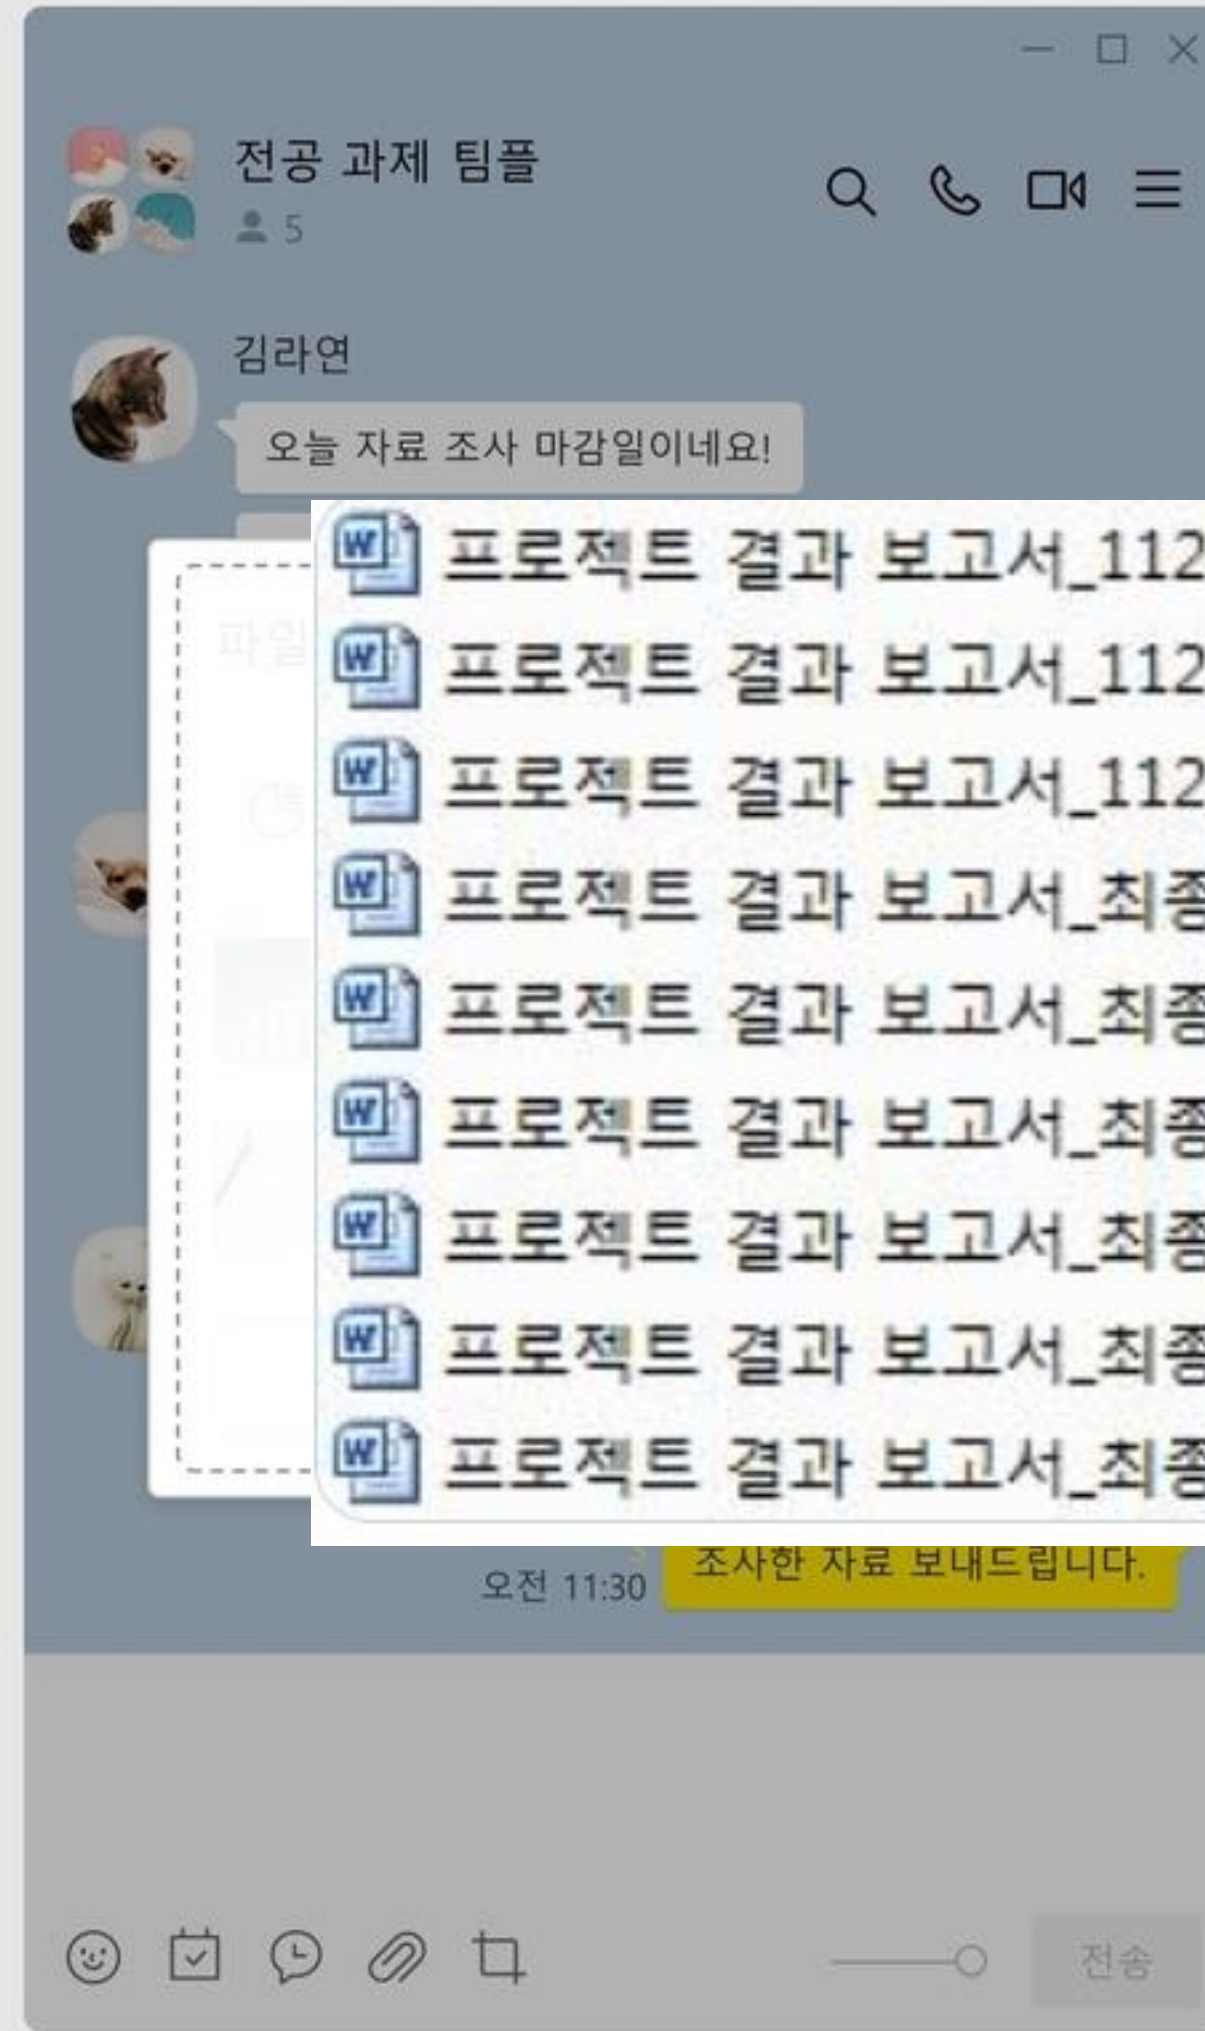 전공 과제 팀플
5
김라연
오늘 자료 조사 마감일이네요!
프로젝트 결과 보고서_112
프로젝트 결과 보고서_112
프로젝트 결과 보고서_112
프로젝트 결과 보고서_최종
프로젝트 결과 보고서_최종
프로젝트 결과 보고서_최종
프로젝트 결과 보고서_최종
프로젝트 결과 보고서_최종
프로젝트 결과 보고서_최종
파일
조사한 자료 보내드립니다.
오전 11:30
전송